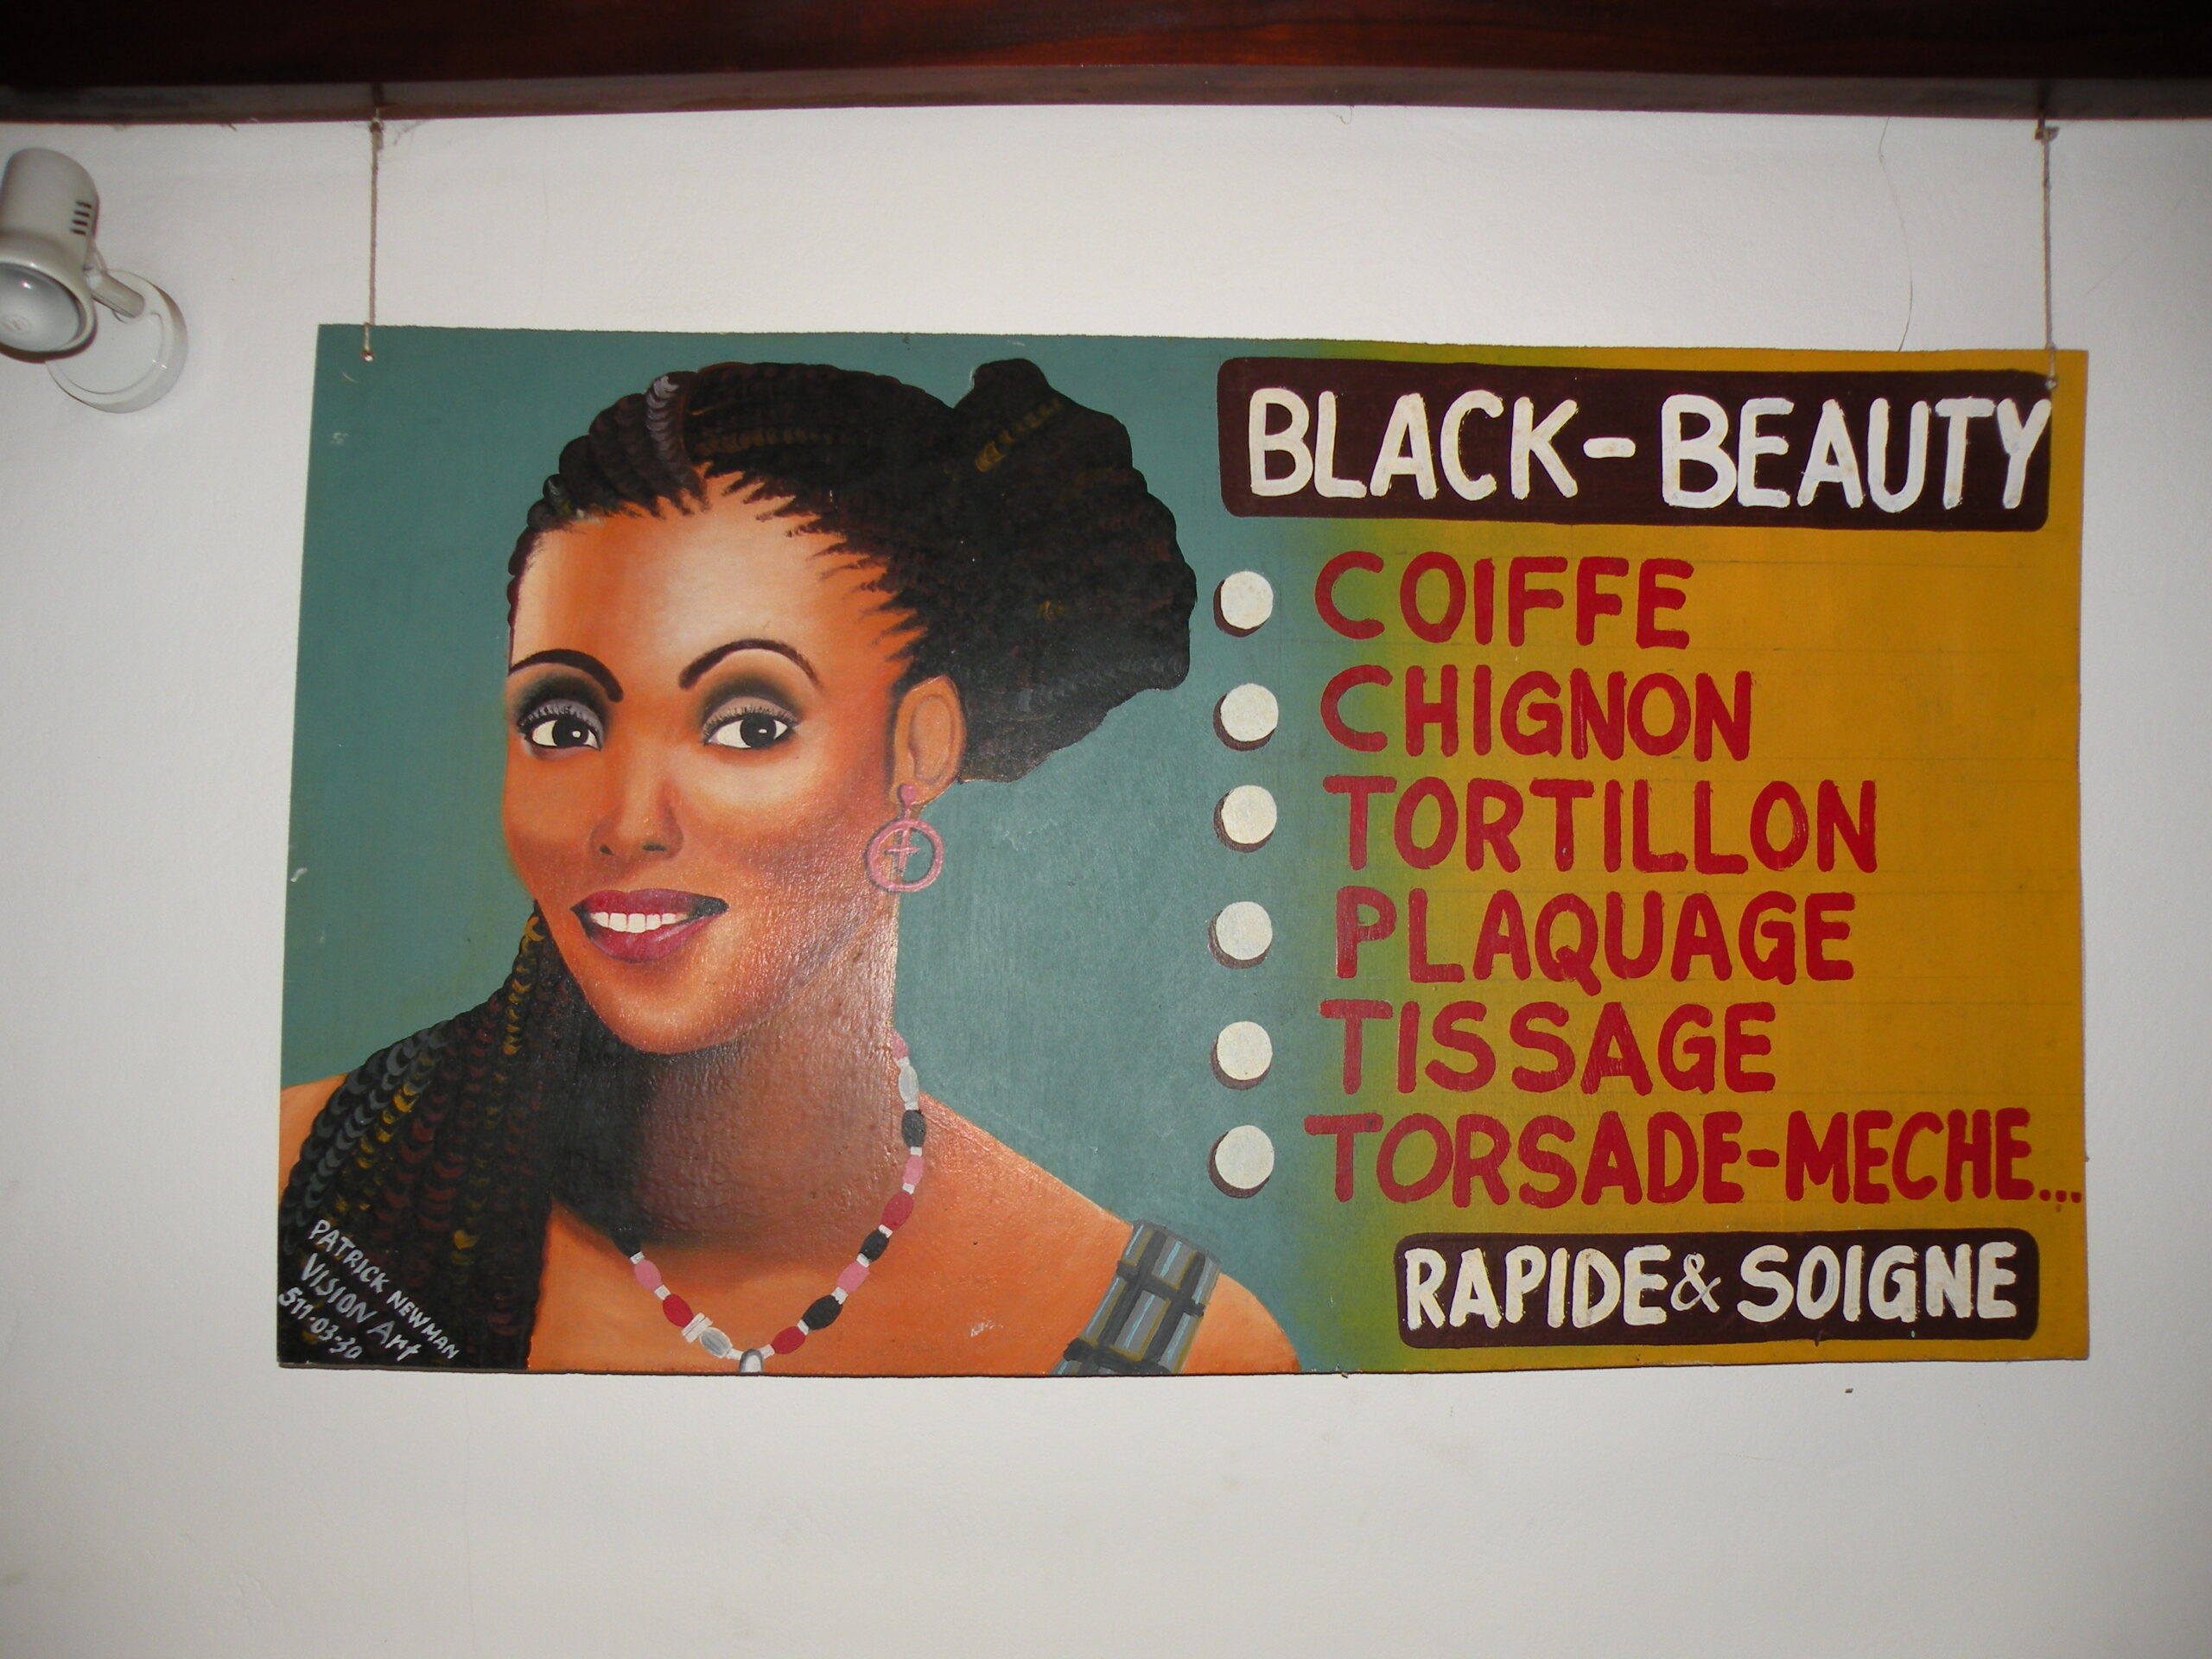 BLACK-BEAUTY
COIFFE
CHIGNON
TORTILLON
PLAQUAGE
TISSAGE
TORSADE-MECHE...
RAPIDE & SOIGNE
PATRICK NEWMAN
VISION Art
511-03-30